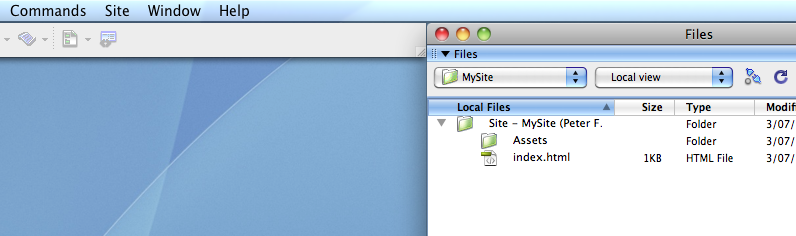 Commands Site Window Help
Files
Files
MySite Local view
Local Files Size Type Modif
Site – MySite (Peter F. Folder 3/07/
Assets Folder 3/07/
index.html 1KB HTML File 3/07/